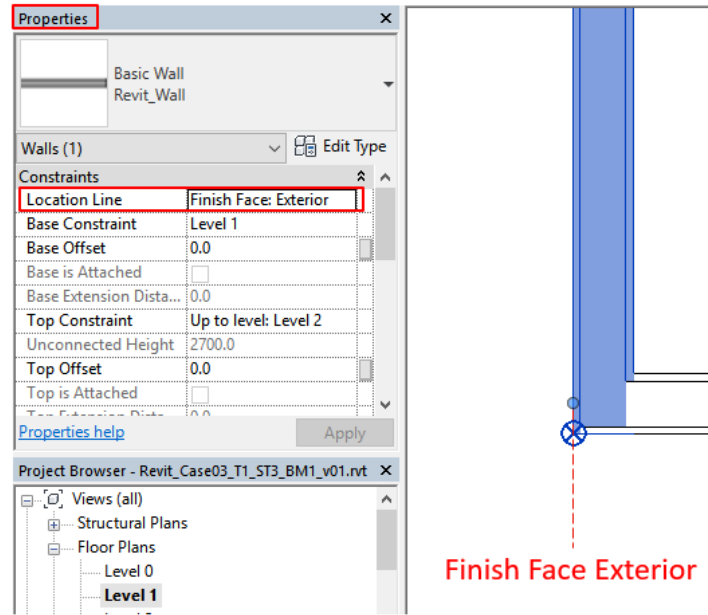 Properties
Basic Wall
Revit_Wall
Walls (1)
Edit Type
Constraints
Location Line Finish Face: Exterior
Base Constraint Level 1
Base Offset 0.0
Base is Attached
Base Extension Dista... 0.0
Top Constraint Up to level: Level 2
Unconnected Height 2700.0
Top Offset 0.0
Top is Attached
Properties help Apply
Project Browser - Revit_Case03_T1_ST3_BM1_v01.rvt
Views (all)
Structural Plans
Floor Plans
Level 0
Level 1
Finish Face Exterior